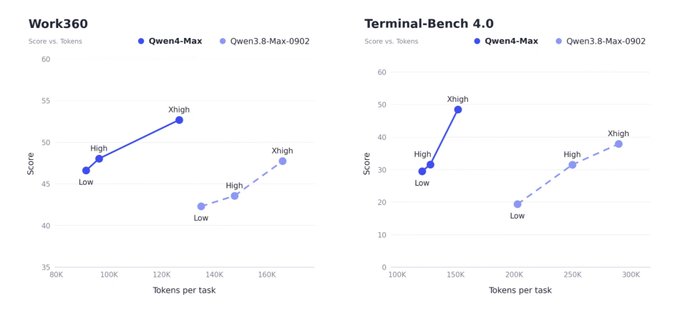 Work360
Score vs. Tokens
Qwen4-Max
Qwen3.8-Max-0902
60
55
50
45
40
35
Score
Xhigh
High
Low
Xhigh
High
Low
80K
100K
120K
140K
160K
Tokens per task
Terminal-Bench 4.0
Score vs. Tokens
Qwen4-Max
Qwen3.8-Max-0902
60
50
40
30
20
10
0
Score
Xhigh
High
Low
Xhigh
High
Low
100K
150K
200K
250K
300K
Tokens per task